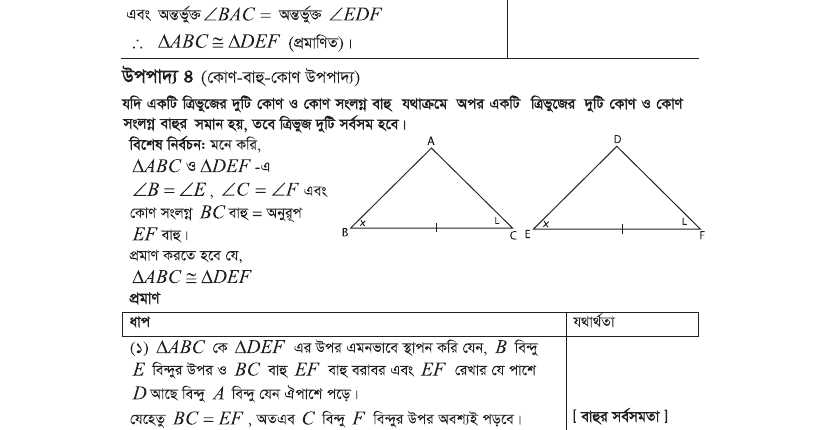 এবং অন্তর্ভুক্ত ∠BAC = অন্তর্ভুক্ত ∠EDF
∴ ΔABC ≅ ΔDEF (প্রমাণিত)।
উপপাদ্য ৪ (কোণ-বাহু-কোণ উপপাদ্য)
যদি একটি ত্রিভুজের দুটি কোণ ও কোণ সংলগ্ন বাহু যথাক্রমে অপর একটি ত্রিভুজের দুটি কোণ ও কোণ
সংলগ্ন বাহুর সমান হয়, তবে ত্রিভুজ দুটি সর্বসম হবে।
বিশেষ নির্বচন: মনে করি,
ΔABC ও ΔDEF -এ
∠B = ∠E , ∠C = ∠F এবং
কোণ সংলগ্ন BC বাহু = অনুরূপ
EF বাহু।
প্রমাণ করতে হবে যে,
ΔABC ≅ ΔDEF
প্রমাণ
A
x
L
B
C
D
x
L
E
F
ধাপ
যথার্থতা
(১) ΔABC কে ΔDEF এর উপর এমনভাবে স্থাপন করি যেন, B বিন্দু
E বিন্দুর উপর ও BC বাহু EF বাহু বরাবর এবং EF রেখার যে পাশে
D আছে বিন্দু A বিন্দু যেন ঐপাশে পড়ে।
যেহেতু BC = EF , অতএব C বিন্দু F বিন্দুর উপর অবশ্যই পড়বে।
[ বাহুর সর্বসমতা ]